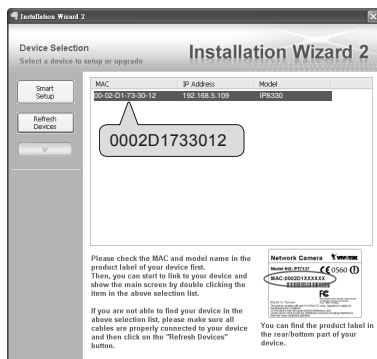 Installation Wizard 2
Device Selection
Select a device to setup or upgrade
Installation Wizard 2
Smart
Setup
Refresh
Devices
MAC IP Address Model
00-02-D1-73-30-12 192.168.5.109 IP8330
0002D1733012
Please check the MAC and model name in the
product label of your device first.
Then, you can start to link to your device and
show the main screen by double clicking the
item in the above selection list.
If you are not able to find your device in the
above selection list, please make sure all
cables are properly connected to your device
and then click on the "Refresh Devices"
button.
Network Camera VIVOTEK
Model NO: PT7137 CE 0560
MAC:0002D1XXXXXX
FC
Made in Taiwan
You can find the product label in
the rear/bottom part of your
device.